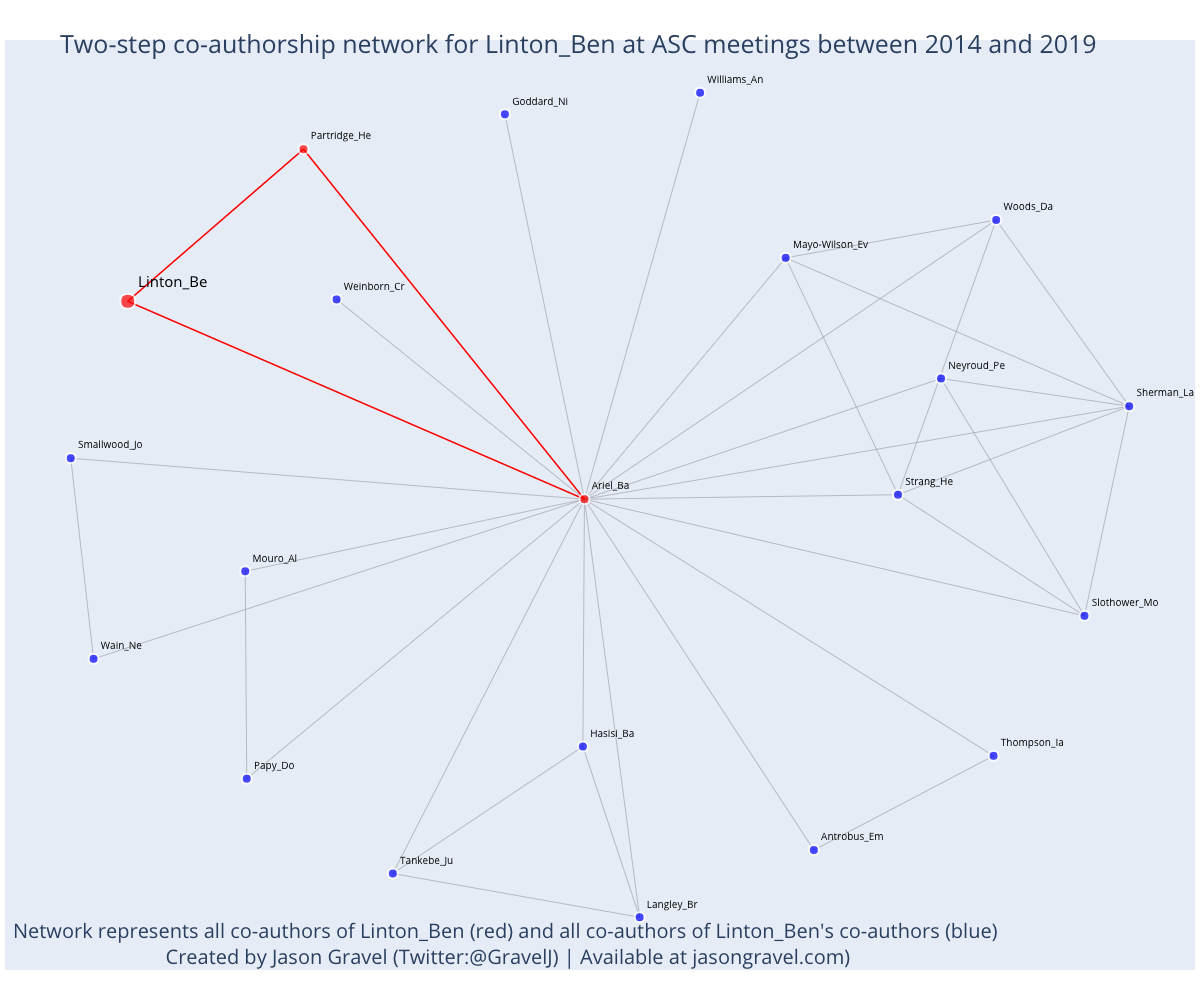 Two-step co-authorship network for Linton_Ben at ASC meetings between 2014 and 2019
Williams_An
Goddard_Ni
Partridge_He
Woods_Da
Mayo-Wilson_Ev
Linton_Be
Weinborn_Cr
Neyroud_Pe
Sherman_La
Smallwood_Jo
Ariel_Ba
Strang_He
Mouro_Al
Slothower_Mo
Wain_Ne
Hasisi_Ba
Thompson_Ia
Papy_Do
Antrobus_Em
Tankebe_Ju
Langley_Br
Network represents all co-authors of Linton_Ben (red) and all co-authors of Linton_Ben's co-authors (blue)
Created by Jason Gravel (Twitter:@GravelJ) | Available at jasongravel.com)